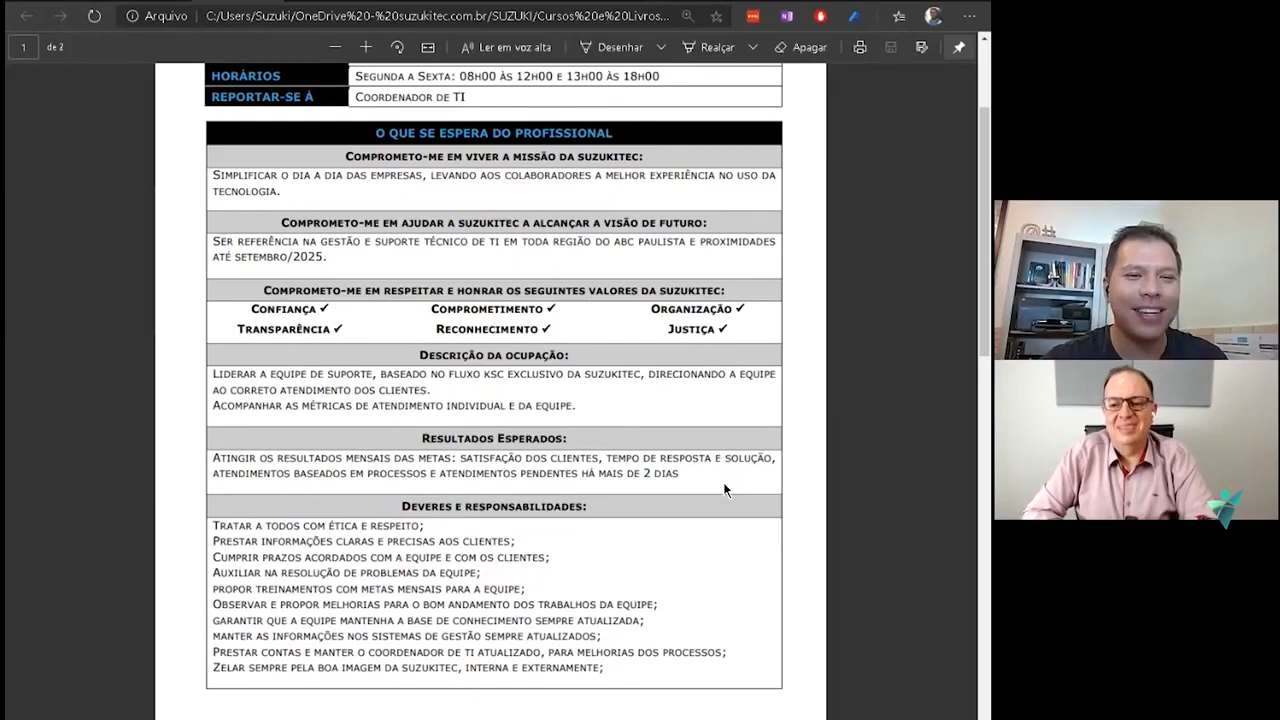 Arquivo C:/Users/Suzuki/OneDrive%20-%20suzukitec.com.br/SUZUKI/Cursos%20e%20Livros...
1 de 2 Ler em voz alta Desenhar Realçar Apagar
HORÁRIOS SEGUNDA A SEXTA: 08H00 ÀS 12H00 E 13H00 ÀS 18H00
REPORTAR-SE À COORDENADOR DE TI
O QUE SE ESPERA DO PROFISSIONAL
COMPROMETO-ME EM VIVER A MISSÃO DA SUZUKITEC:
SIMPLIFICAR O DIA A DIA DAS EMPRESAS, LEVANDO AOS COLABORADORES A MELHOR EXPERIÊNCIA NO USO DA
TECNOLOGIA.
COMPROMETO-ME EM AJUDAR A SUZUKITEC A ALCANÇAR A VISÃO DE FUTURO:
SER REFERÊNCIA NA GESTÃO E SUPORTE TÉCNICO DE TI EM TODA REGIÃO DO ABC PAULISTA E PROXIMIDADES
ATÉ SETEMBRO/2025.
COMPROMETO-ME EM RESPEITAR E HONRAR OS SEGUINTES VALORES DA SUZUKITEC:
CONFIANÇA ✓ COMPROMETIMENTO ✓ ORGANIZAÇÃO ✓
TRANSPARÊNCIA ✓ RECONHECIMENTO ✓ JUSTIÇA ✓
DESCRIÇÃO DA OCUPAÇÃO:
LIDERAR A EQUIPE DE SUPORTE, BASEADO NO FLUXO KSC EXCLUSIVO DA SUZUKITEC, DIRECIONANDO A EQUIPE
AO CORRETO ATENDIMENTO DOS CLIENTES.
ACOMPANHAR AS MÉTRICAS DE ATENDIMENTO INDIVIDUAL E DA EQUIPE.
RESULTADOS ESPERADOS:
ATINGIR OS RESULTADOS MENSAIS DAS METAS: SATISFAÇÃO DOS CLIENTES, TEMPO DE RESPOSTA E SOLUÇÃO,
ATENDIMENTOS BASEADOS EM PROCESSOS E ATENDIMENTOS PENDENTES HÁ MAIS DE 2 DIAS
DEVERES E RESPONSABILIDADES:
TRATAR A TODOS COM ÉTICA E RESPEITO;
PRESTAR INFORMAÇÕES CLARAS E PRECISAS AOS CLIENTES;
CUMPRIR PRAZOS ACORDADOS COM A EQUIPE E COM OS CLIENTES;
AUXILIAR NA RESOLUÇÃO DE PROBLEMAS DA EQUIPE;
PROPOR TREINAMENTOS COM METAS MENSAIS PARA A EQUIPE;
OBSERVAR E PROPOR MELHORIAS PARA O BOM ANDAMENTO DOS TRABALHOS DA EQUIPE;
GARANTIR QUE A EQUIPE MANTENHA A BASE DE CONHECIMENTO SEMPRE ATUALIZADA;
MANTER AS INFORMAÇÕES NOS SISTEMAS DE GESTÃO SEMPRE ATUALIZADOS;
PRESTAR CONTAS E MANTER O COORDENADOR DE TI ATUALIZADO, PARA MELHORIAS DOS PROCESSOS;
ZELAR SEMPRE PELA BOA IMAGEM DA SUZUKITEC, INTERNA E EXTERNAMENTE;